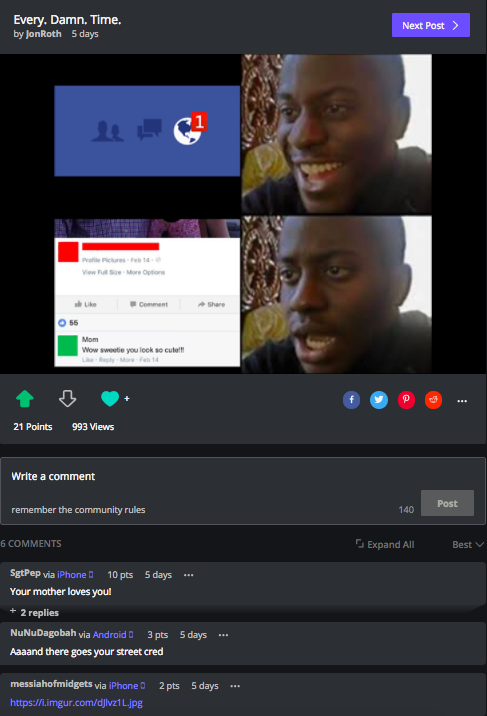 Every. Damn. Time.
by JonRoth 5 days
Next Post
1
Profile Pictures · Feb 14 ·
View Full Size · More Options
Like Comment Share
55
Mom
Wow sweetie you look so cute!!!
Like · Reply · More · Feb 14
+
21 Points 993 Views
Write a comment
remember the community rules 140 Post
6 COMMENTS Expand All Best
SgtPep via iPhone 10 pts 5 days ···
Your mother loves you!
+ 2 replies
NuNuDagobah via Android 3 pts 5 days ···
Aaaand there goes your street cred
messiahofmidgets via iPhone 2 pts 5 days ···
https://i.imgur.com/dJlvz1L.jpg